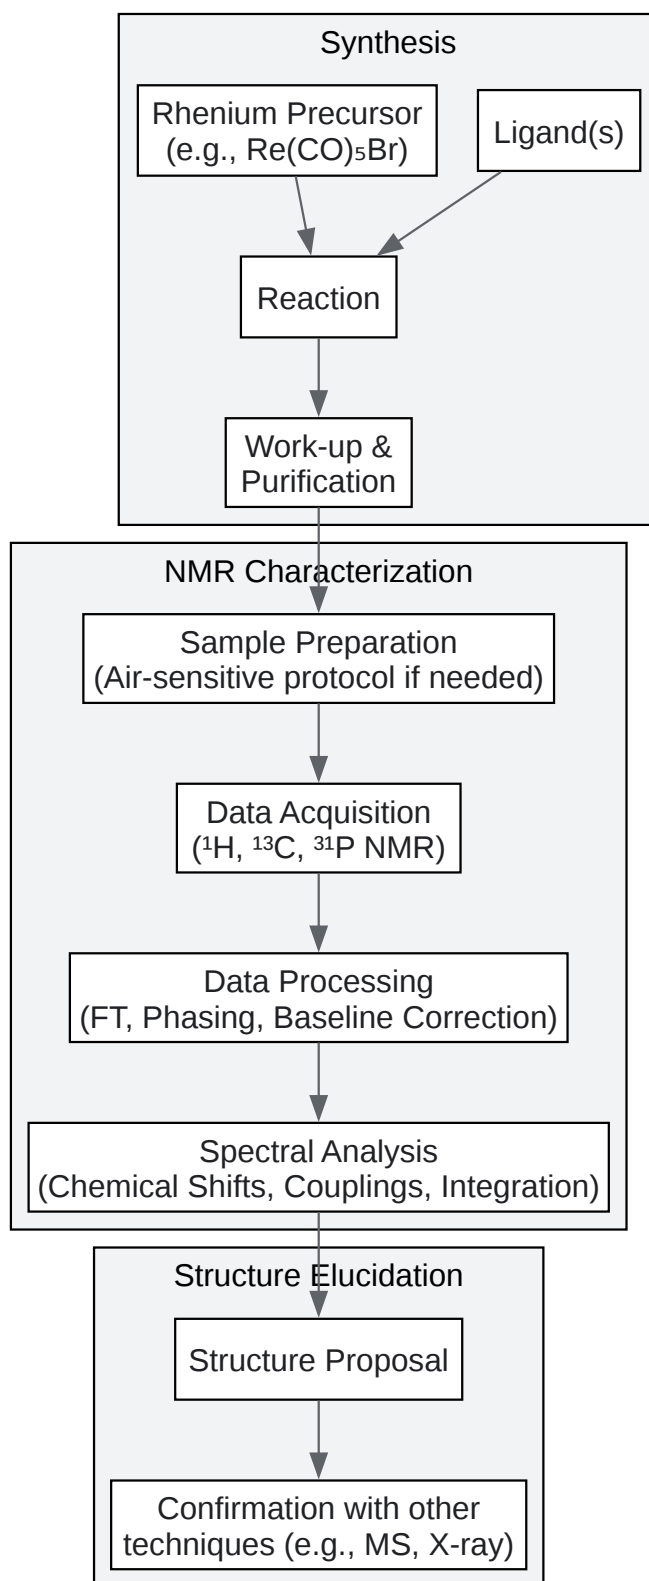 Synthesis
Rhenium Precursor
(e.g., Re(CO)₅Br)
Ligand(s)
Reaction
Work-up &
Purification
NMR Characterization
Sample Preparation
(Air-sensitive protocol if needed)
Data Acquisition
(¹H, ¹³C, ³¹P NMR)
Data Processing
(FT, Phasing, Baseline Correction)
Spectral Analysis
(Chemical Shifts, Couplings, Integration)
Structure Elucidation
Structure Proposal
Confirmation with other
techniques (e.g., MS, X-ray)